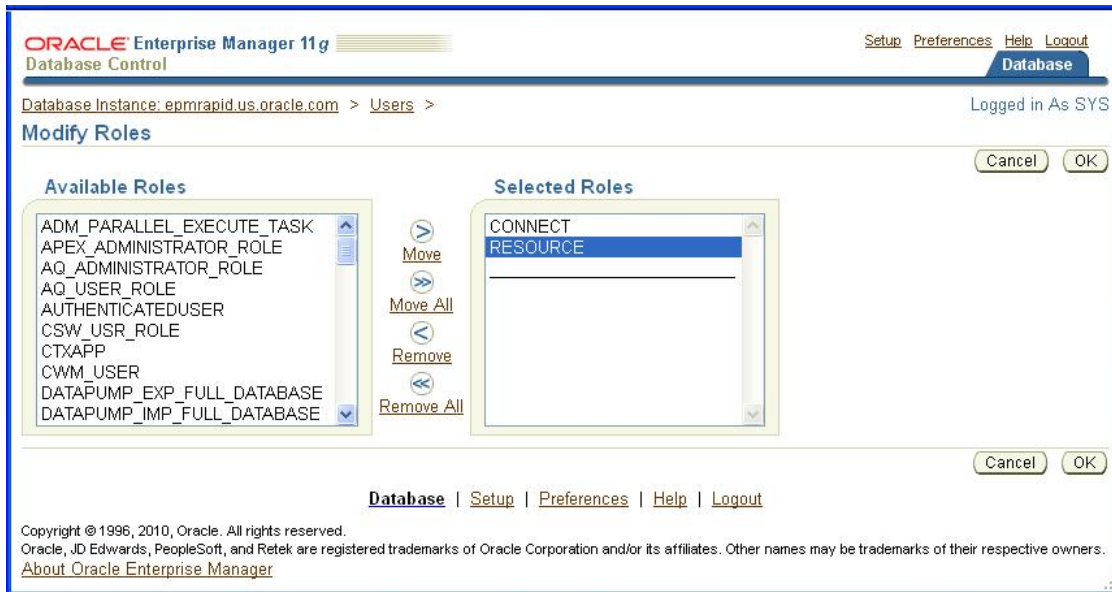 ORACLE Enterprise Manager 11g
Database Control
Setup Preferences Help Logout
Database
Database Instance: epmrapid.us.oracle.com > Users >
Logged in As SYS
Modify Roles
Cancel OK
Available Roles
ADM_PARALLEL_EXECUTE_TASK
APEX_ADMINISTRATOR_ROLE
AQ_ADMINISTRATOR_ROLE
AQ_USER_ROLE
AUTHENTICATEDUSER
CSW_USR_ROLE
CTXAPP
CWM_USER
DATAPUMP_EXP_FULL_DATABASE
DATAPUMP_IMP_FULL_DATABASE
Move
Move All
Remove
Remove All
Selected Roles
CONNECT
RESOURCE
Cancel OK
Database | Setup | Preferences | Help | Logout
Copyright © 1996, 2010, Oracle. All rights reserved.
Oracle, JD Edwards, PeopleSoft, and Retek are registered trademarks of Oracle Corporation and/or its affiliates. Other names may be trademarks of their respective owners.
About Oracle Enterprise Manager